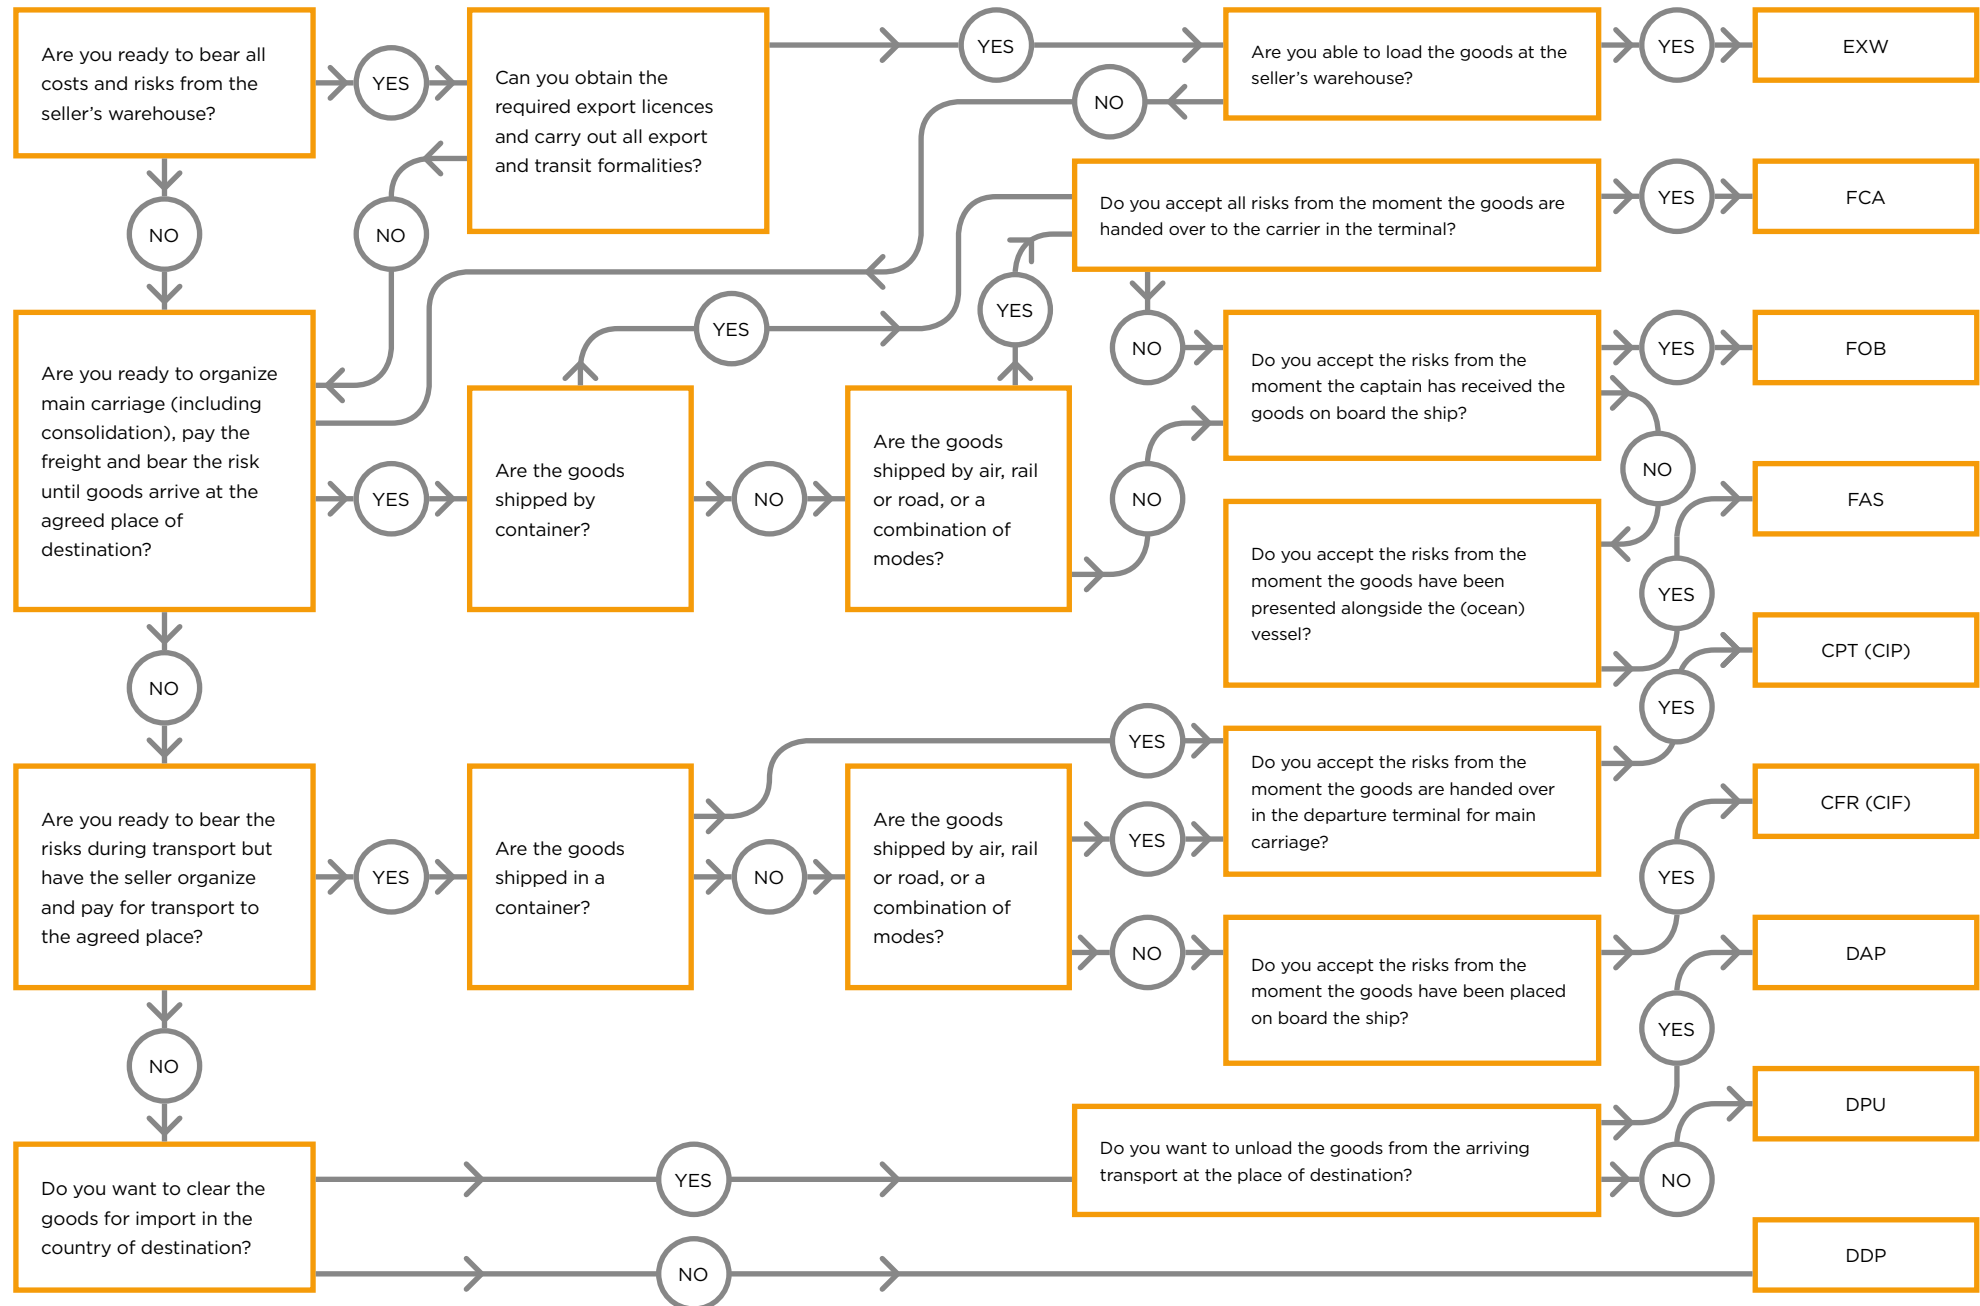 Are you ready to bear all
costs and risks from the
seller's warehouse?
YES
Can you obtain the
required export licences
and carry out all export
and transit formalities?
YES
Are you able to load the goods at the
seller's warehouse?
YES
EXW
NO
NO
NO
Do you accept all risks from the moment the goods are
handed over to the carrier in the terminal?
YES
FCA
Are you ready to organize
main carriage (including
consolidation), pay the
freight and bear the risk
until goods arrive at the
agreed place of
destination?
YES
Are the goods
shipped by
container?
YES
NO
Are the goods
shipped by air, rail
or road, or a
combination of
modes?
YES
NO
NO
Do you accept the risks from the
moment the captain has received the
goods on board the ship?
YES
FOB
NO
Do you accept the risks from the
moment the goods have been
presented alongside the (ocean)
vessel?
YES
FAS
NO
Are you ready to bear the
risks during transport but
have the seller organize
and pay for transport to
the agreed place?
YES
Are the goods
shipped in a
container?
YES
NO
Are the goods
shipped by air, rail
or road, or a
combination of
modes?
YES
Do you accept the risks from the
moment the goods are handed over
in the departure terminal for main
carriage?
YES
CPT (CIP)
NO
Do you accept the risks from the
moment the goods have been placed
on board the ship?
YES
CFR (CIF)
NO
Do you want to clear the
goods for import in the
country of destination?
YES
Do you want to unload the goods from the arriving
transport at the place of destination?
YES
DAP
NO
DPU
NO
DDP